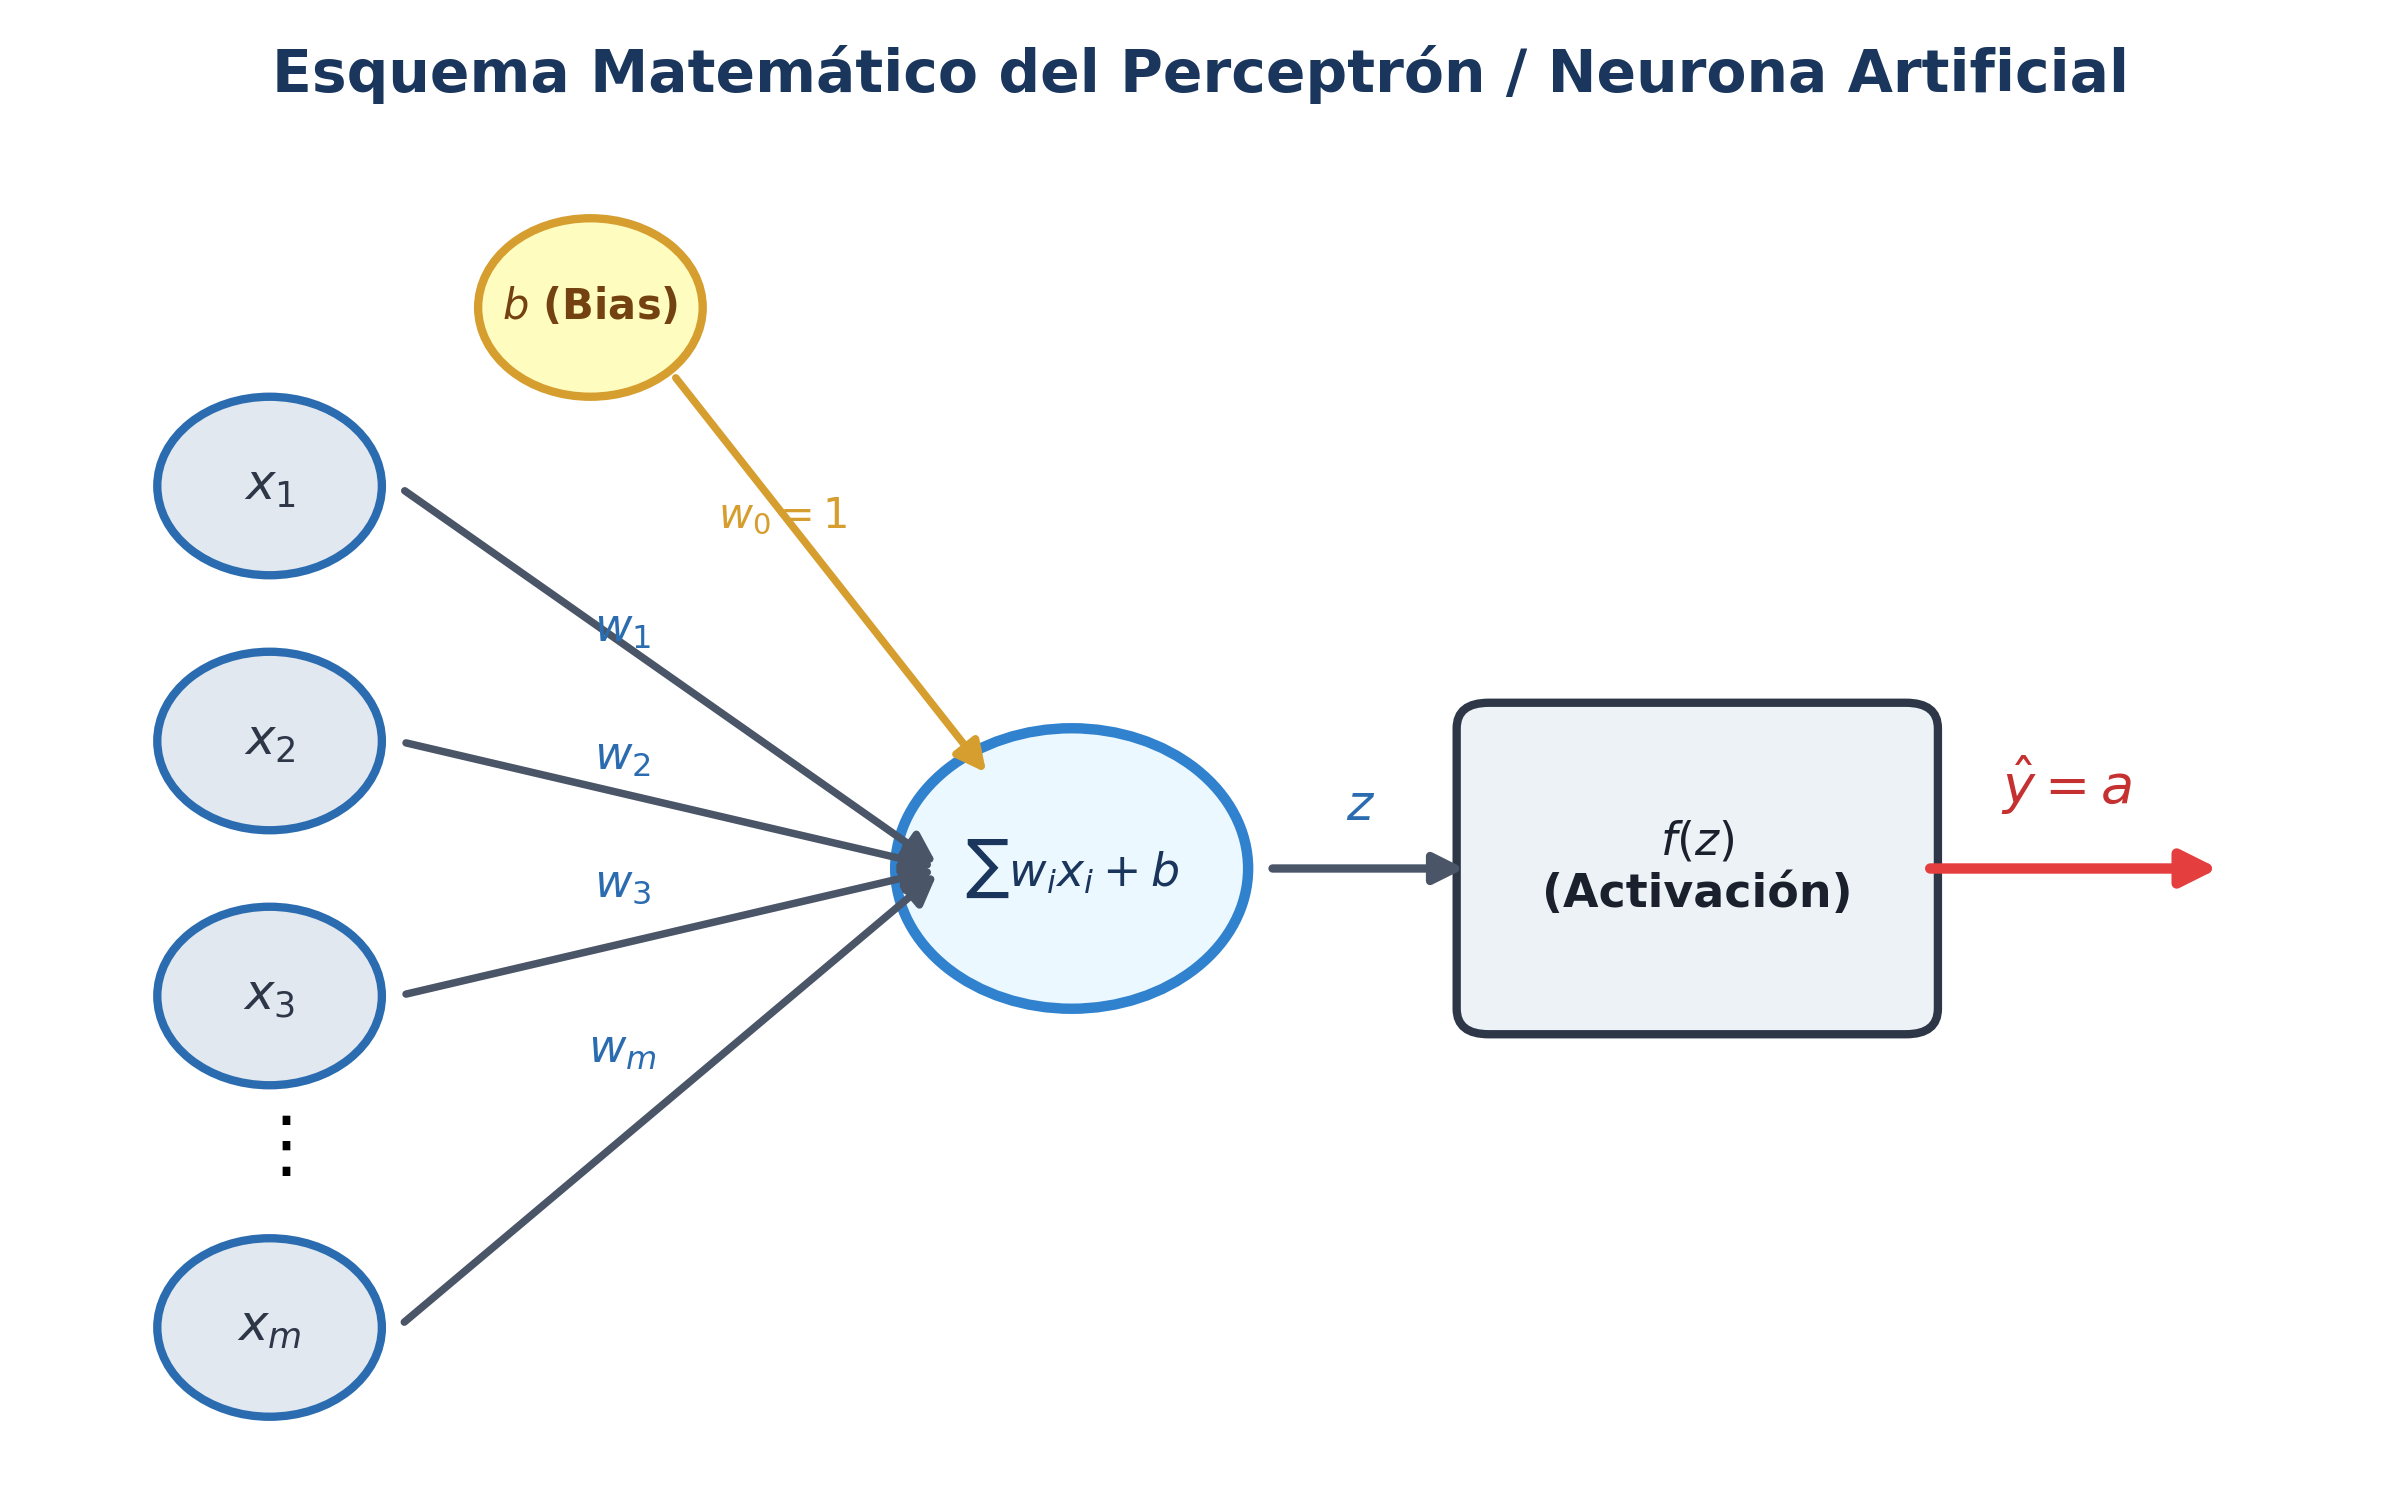 Esquema Matemático del Perceptrón / Neurona Artificial
b (Bias)
x₁
w₀ = 1
w₁
x₂
w₂
w₃
∑wᵢxᵢ + b
z
f(z)
(Activación)
ŷ = a
x₃
wₘ
⋮
xₘ